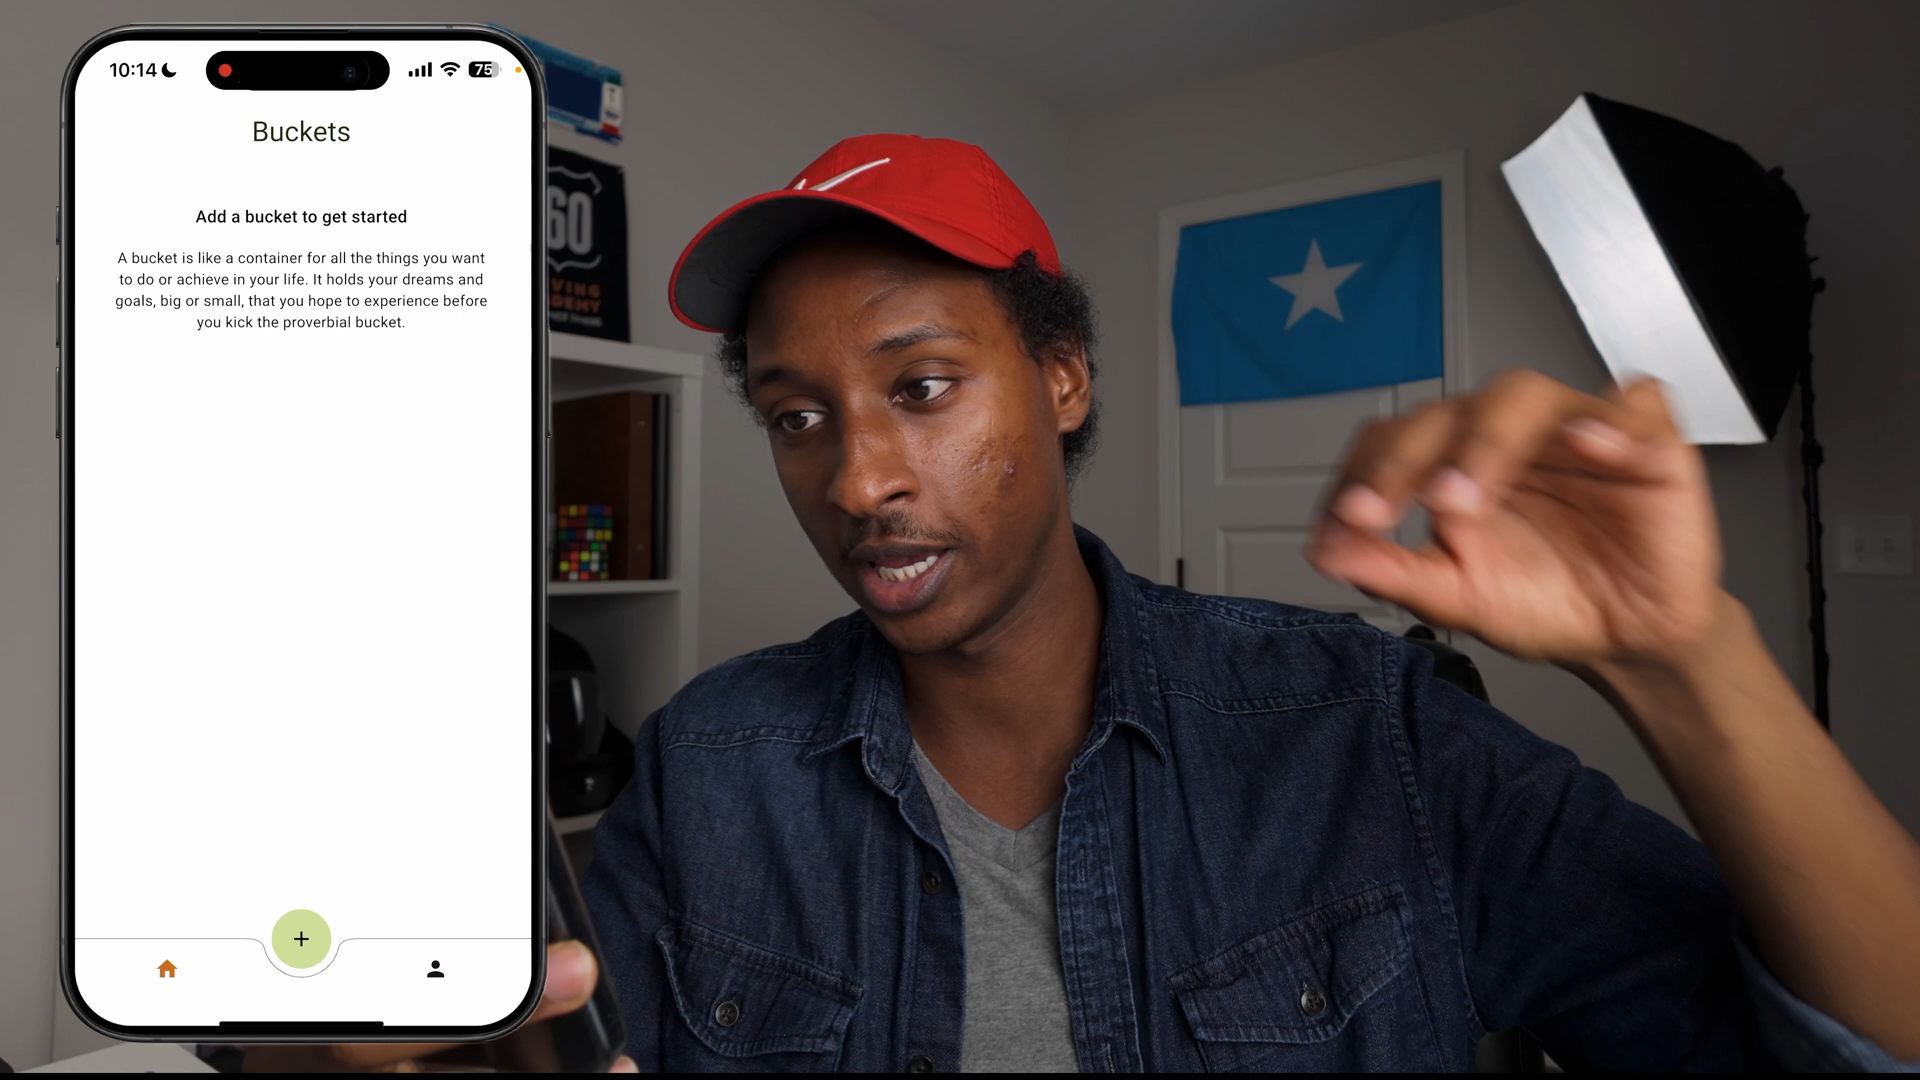 10:14
75
Buckets
Add a bucket to get started
A bucket is like a container for all the things you want
to do or achieve in your life. It holds your dreams and
goals, big or small, that you hope to experience before
you kick the proverbial bucket.
+
60